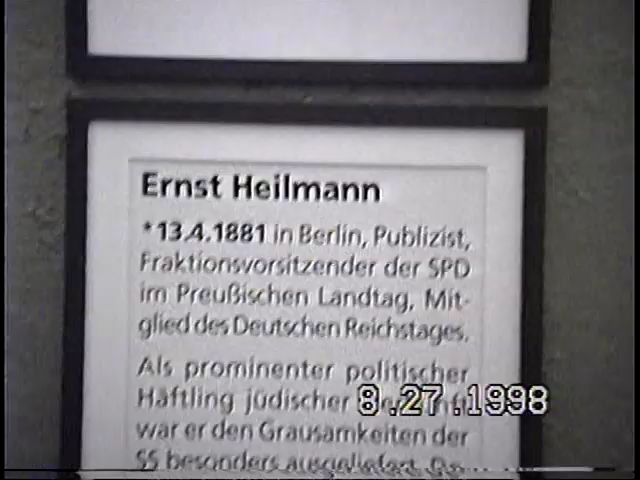 Ernst Heilmann
*13.4.1881 in Berlin, Publizist,
Fraktionsvorsitzender der SPD
im Preußischen Landtag, Mit-
glied des Deutschen Reichstages.
Als prominenter politischer
Häftling jüdischer
8.27.1998
war er den Grausamkeiten der
SS besonders ausgeliefert. De-